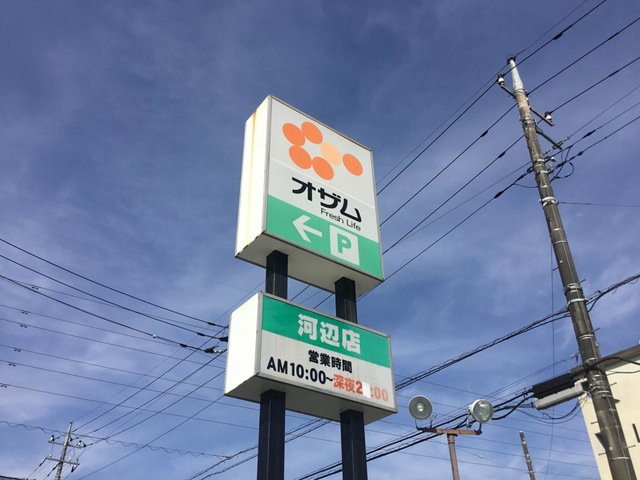 オザム
Fresh Life
← P
河辺店
営業時間
AM10:00~深夜2:00